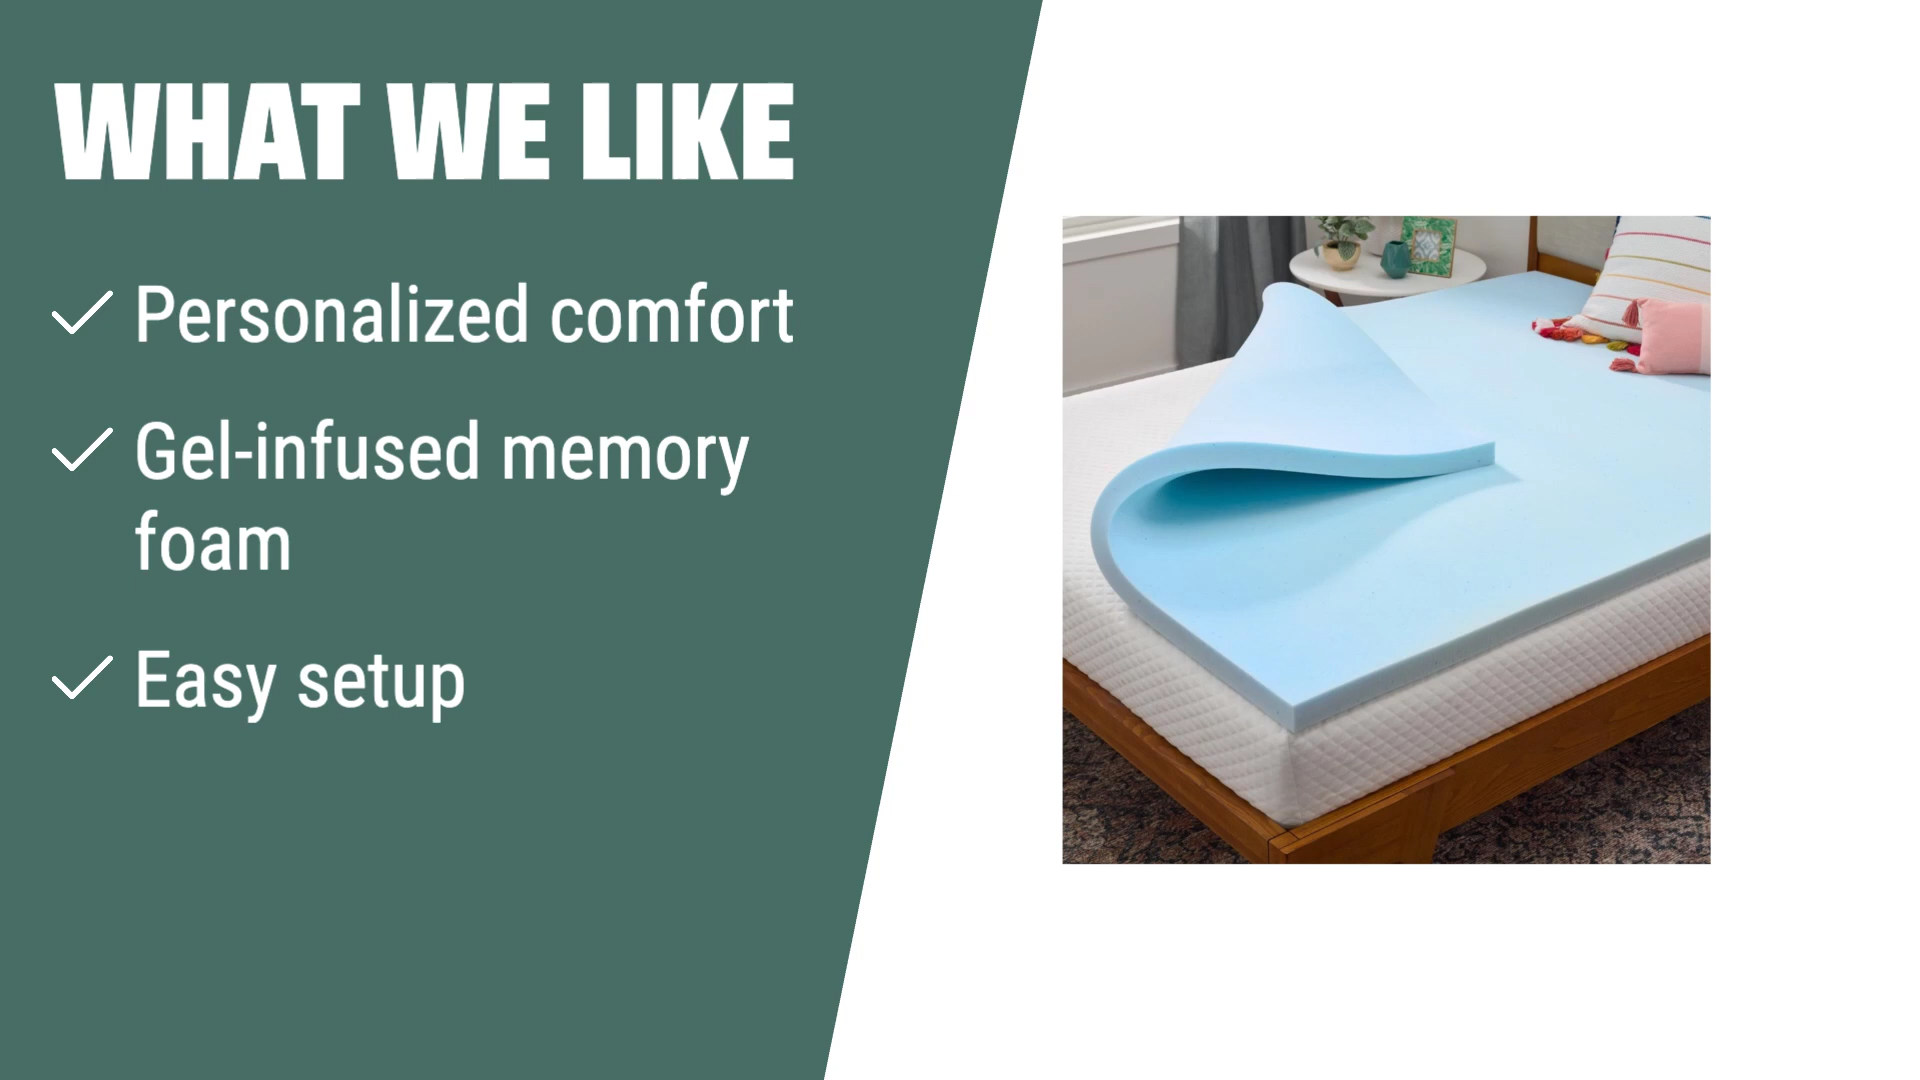 WHAT WE LIKE
Personalized comfort
Gel-infused memory
foam
Easy setup